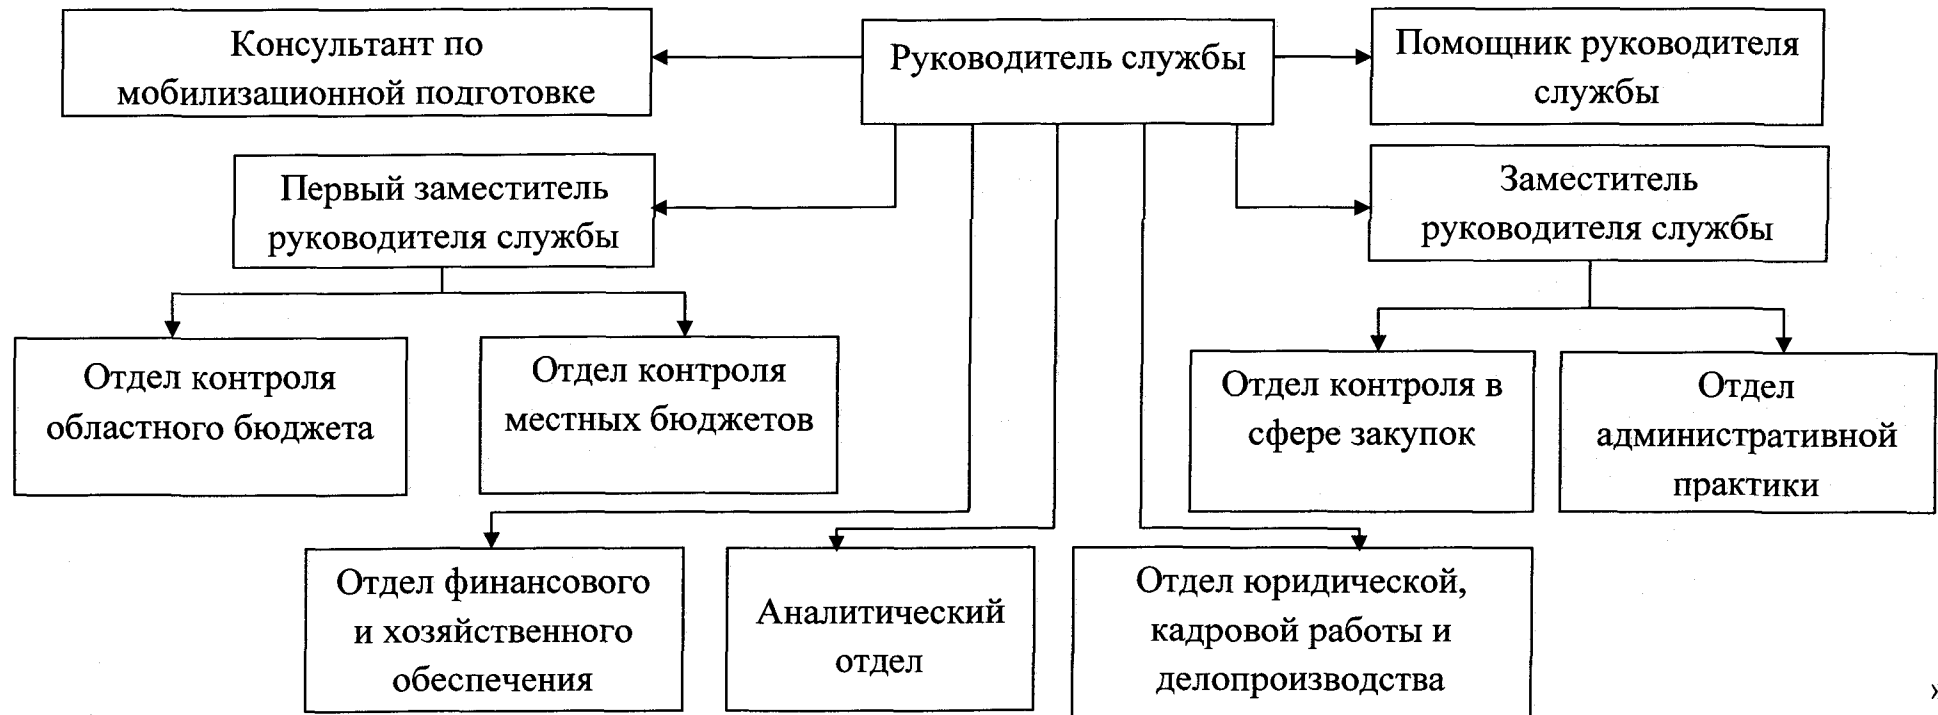 Консультант по
мобилизационной подготовке
Руководитель службы
Помощник руководителя
службы
Первый заместитель
руководителя службы
Заместитель
руководителя службы
Отдел контроля
областного бюджета
Отдел контроля
местных бюджетов
Отдел контроля в
сфере закупок
Отдел
административной
практики
Отдел финансового
и хозяйственного
обеспечения
Аналитический
отдел
Отдел юридической,
кадровой работы и
делопроизводства